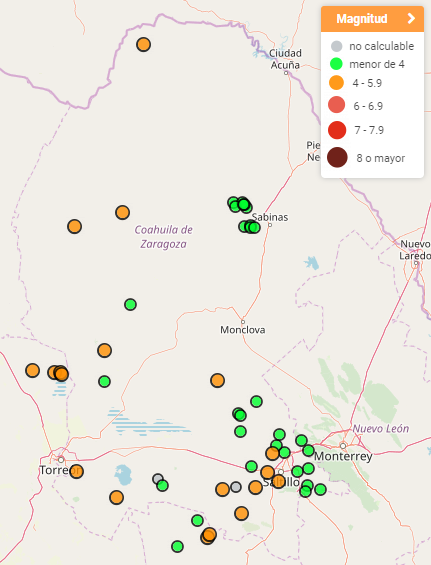 Magnitud
no calculable
menor de 4
4 - 5.9
6 - 6.9
7 - 7.9
8 o mayor
Ciudad
Acuña
Sabinas
Coahuila de
Zaragoza
Nuevo
Laredo
Monclova
Nuevo León
Monterrey